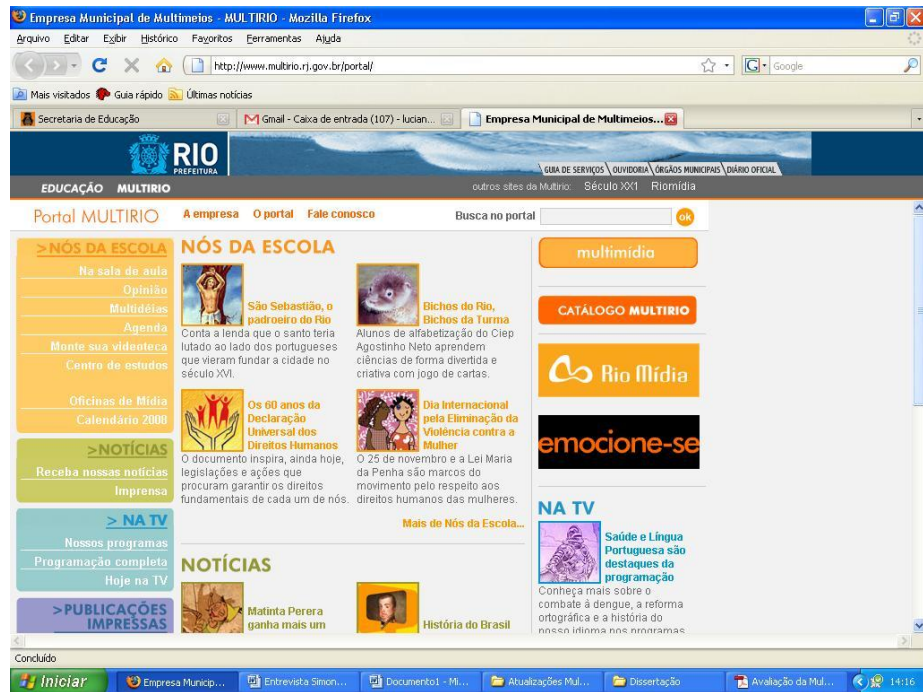 Empresa Municipal de Multimeios - MULTIRIO - Mozilla Firefox
Arquivo Editar Exibir Histórico Favoritos Ferramentas Ajuda
http://www.multirio.rj.gov.br/portal/
Google
Mais visitados Guia rápido Últimas notícias
Secretaria de Educação
Gmail - Caixa de entrada (107) - lucian...
Empresa Municipal de Multimeios...
RIO
PREFEITURA
GUIA DE SERVIÇOS OUVIDORIA ÓRGÃOS MUNICIPAIS DIÁRIO OFICIAL
EDUCAÇÃO MULTIRIO
outros sites da Multirio: Século XX1 Riomídia
Portal MULTIRIO
A empresa O portal Fale conosco
Busca no portal
ok
>NÓS DA ESCOLA
Na sala de aula
Opinião
Multidéias
Agenda
Monte sua videoteca
Centro de estudos
Oficinas de Mídia
Calendário 2008
>NOTÍCIAS
Receba nossas notícias
Imprensa
> NA TV
Nossos programas
Programação completa
Hoje na TV
>PUBLICAÇÕES
IMPRESSAS
NÓS DA ESCOLA
São Sebastião, o
padroeiro do Rio
Conta a lenda que o santo teria
lutado ao lado dos portugueses
que vieram fundar a cidade no
século XVI.
Bichos do Rio,
Bichos da Turma
Alunos de alfabetização do Ciep
Agostinho Neto aprendem
ciências de forma divertida e
criativa com jogo de cartas.
Os 60 anos da
Declaração
Universal dos
Direitos Humanos
O documento inspira, ainda hoje,
legislações e ações que
procuram garantir os direitos
fundamentais de cada um de nós.
Dia Internacional
pela Eliminação da
Violência contra a
Mulher
O 25 de novembro e a Lei Maria
da Penha são marcos do
movimento pelo respeito aos
direitos humanos das mulheres.
Mais de Nós da Escola...
NOTÍCIAS
Matinta Perera
ganha mais um
História do Brasil
multimídia
CATÁLOGO MULTIRIO
Rio Mídia
emocione-se
NA TV
Saúde e Língua
Portuguesa são
destaques da
programação
Conheça mais sobre o
combate à dengue, a reforma
ortográfica e a história do
nosso idioma nos programas
Concluído
Iniciar
Empresa Municip...
Entrevista Simon...
Documento1 - Mi...
Atualizações Mul...
Dissertação
Avaliação da Mul...
14:16